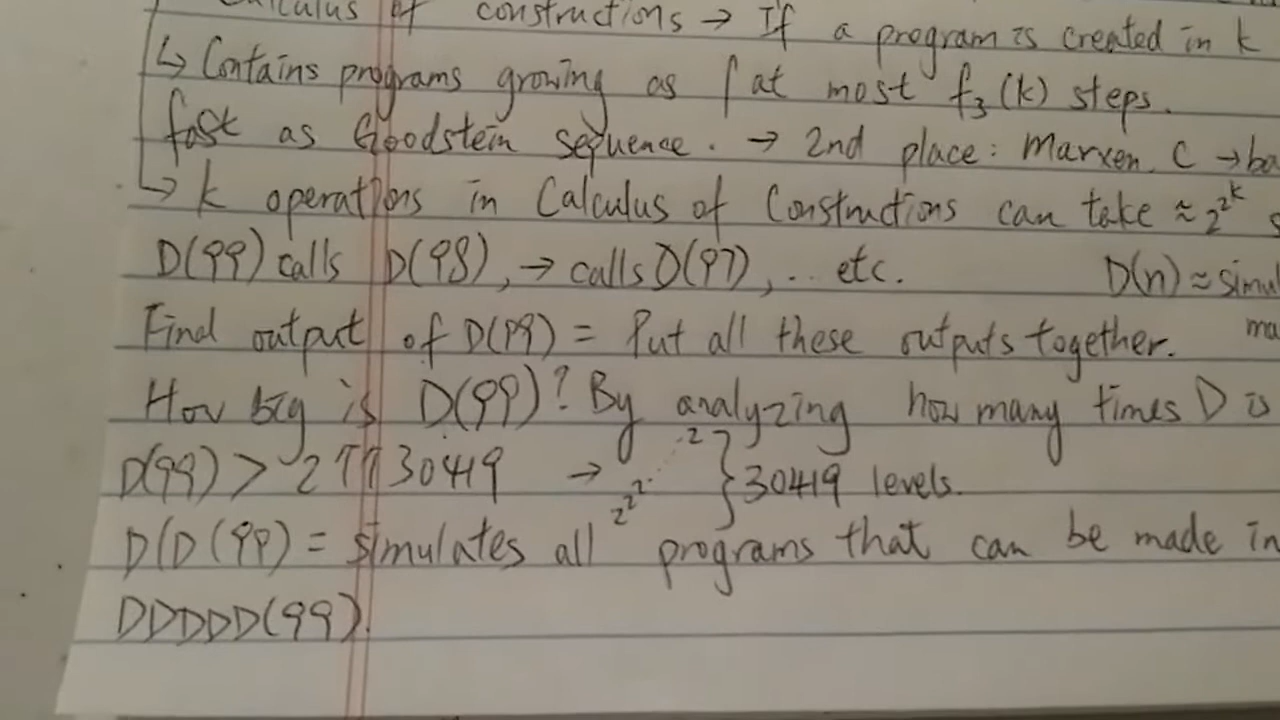 Calculus of constructions → If a program is created in k
↳ Contains programs growing as at most f₃(k) steps.
fast as Goodstein sequence. → 2nd place: Marxen. C →
↳ k operations in Calculus of Constructions can take ≈ 2^2^k
D(99) calls D(98), → calls D(97), .. etc. D(n) ≈
Find output of D(99) = Put all these outputs together.
How big is D(99)? By analyzing how many times D is
D(99) > 2↑↑30419 → 2^2^2^...^2 } 30419 levels.
D(D(99) = simulates all programs that can be made in
DDDDD(99).